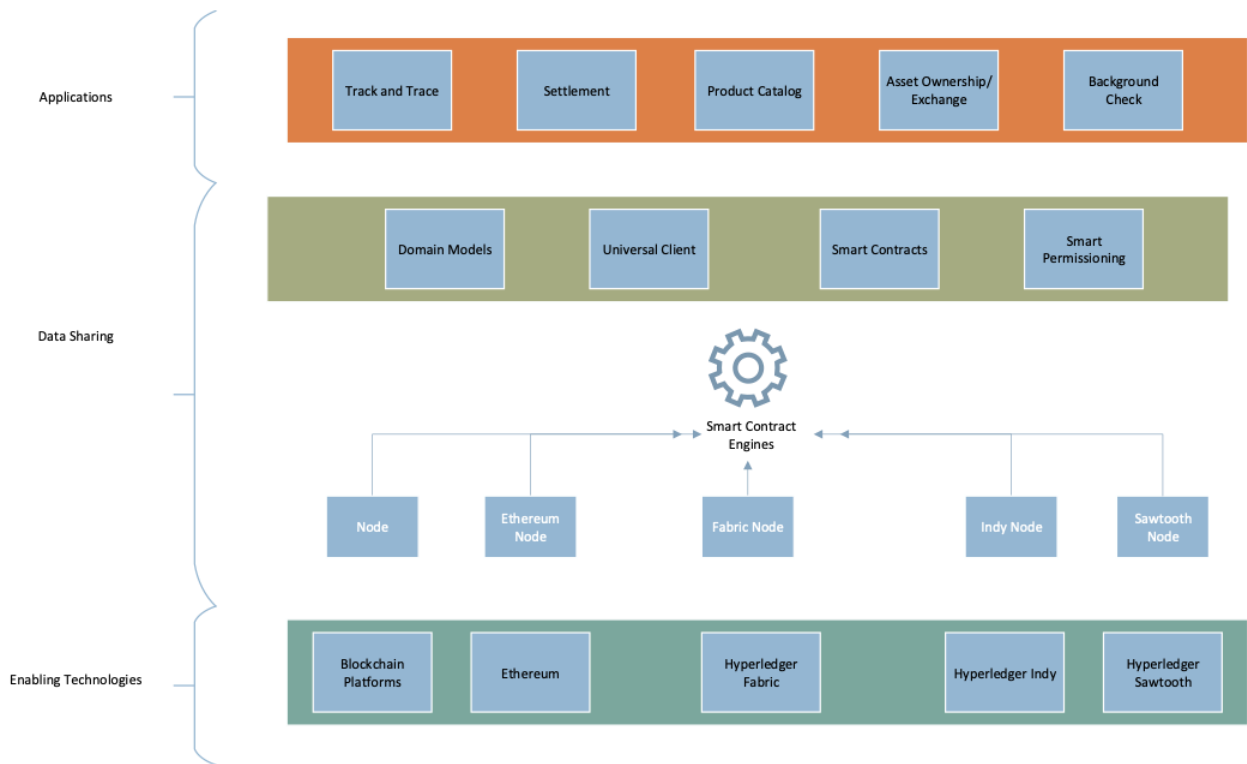 Applications
Track and Trace
Settlement
Product Catalog
Asset Ownership/
Exchange
Background
Check
Data Sharing
Domain Models
Universal Client
Smart Contracts
Smart
Permissioning
Smart Contract
Engines
Node
Ethereum
Node
Fabric Node
Indy Node
Sawtooth
Node
Enabling Technologies
Blockchain
Platforms
Ethereum
Hyperledger
Fabric
Hyperledger Indy
Hyperledger
Sawtooth